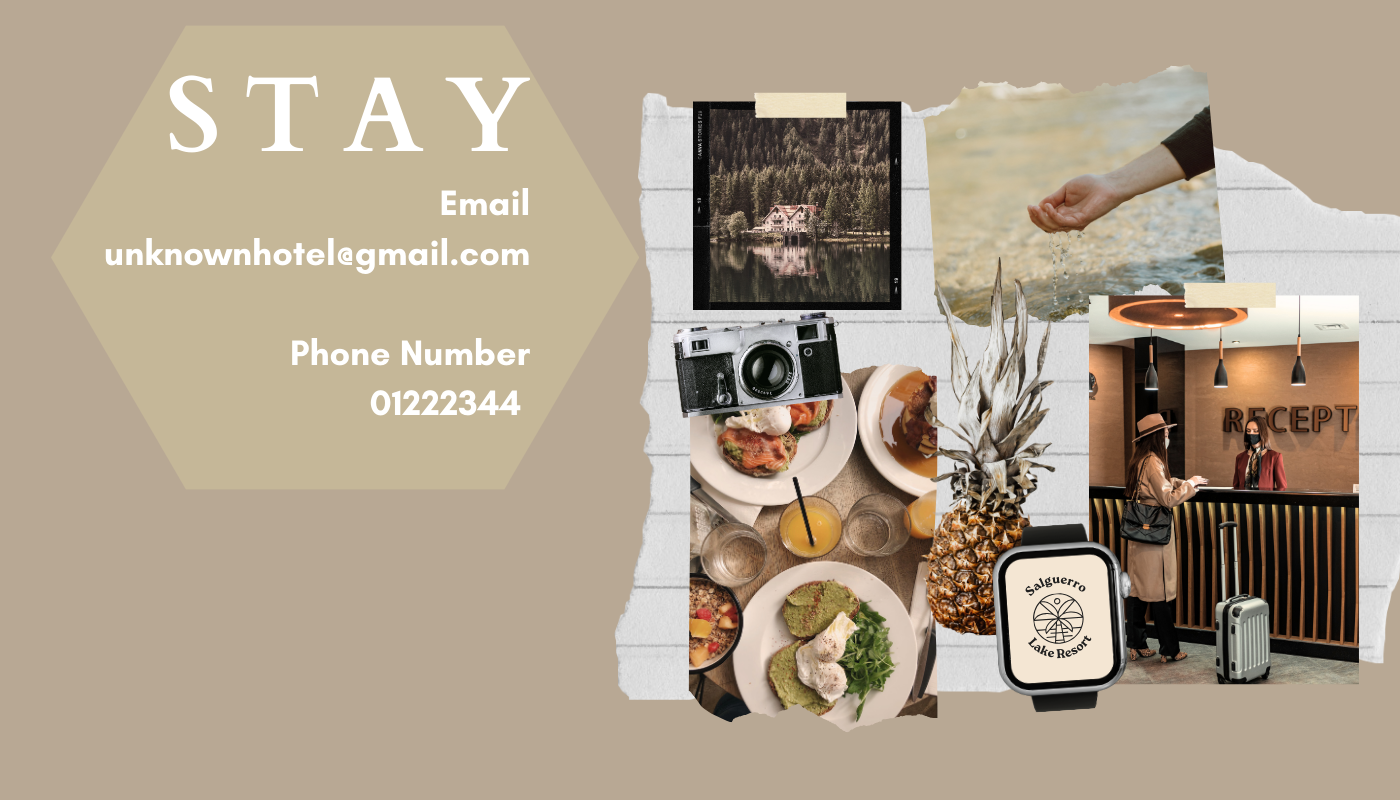 STAY
Email
unknownhotel@gmail.com
Phone Number
01222344
RECEPT
Salguerro
Lake Resort